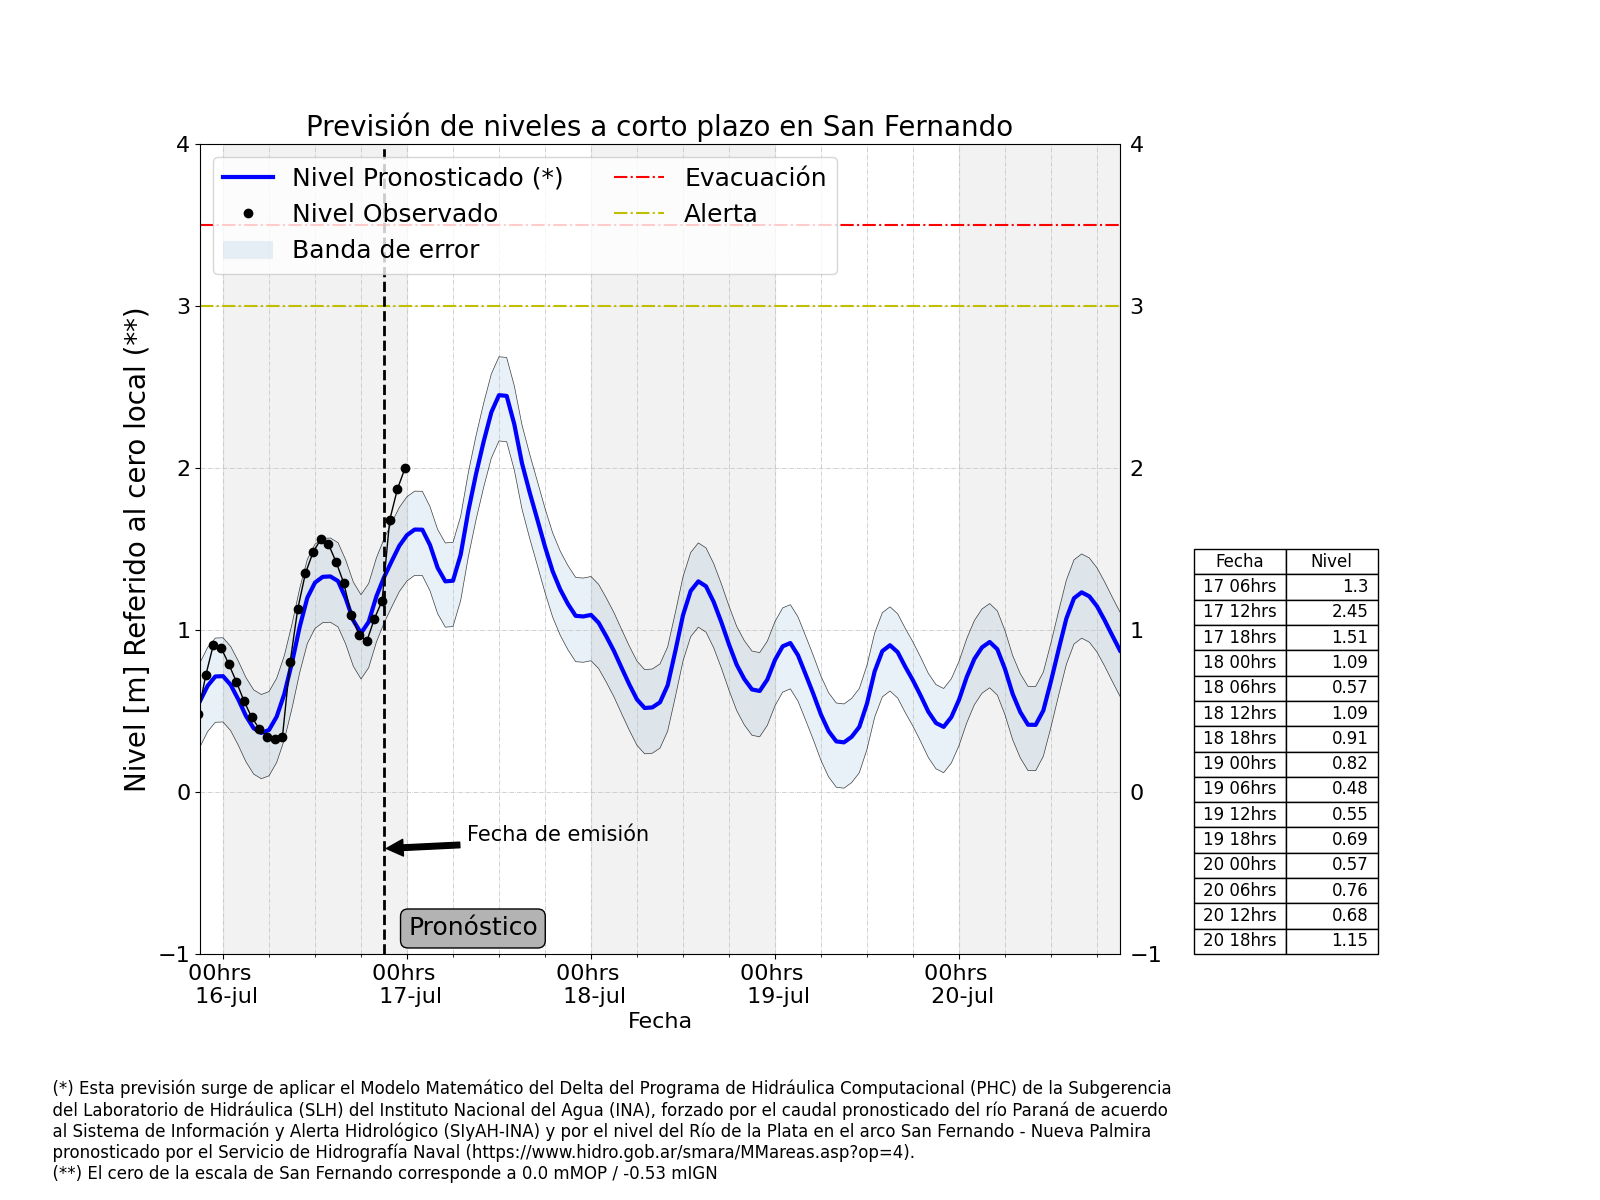 Previsión de niveles a corto plazo en San Fernando
Nivel Pronosticado (*)
Nivel Observado
Banda de error
Evacuación
Alerta
Nivel [m] Referido al cero local (**)
4
3
2
1
0
−1
4
3
2
1
0
−1
Fecha de emisión
Pronóstico
00hrs
16-jul
00hrs
17-jul
00hrs
18-jul
00hrs
19-jul
00hrs
20-jul
Fecha
Fecha Nivel
17 06hrs 1.3
17 12hrs 2.45
17 18hrs 1.51
18 00hrs 1.09
18 06hrs 0.57
18 12hrs 1.09
18 18hrs 0.91
19 00hrs 0.82
19 06hrs 0.48
19 12hrs 0.55
19 18hrs 0.69
20 00hrs 0.57
20 06hrs 0.76
20 12hrs 0.68
20 18hrs 1.15
(*) Esta previsión surge de aplicar el Modelo Matemático del Delta del Programa de Hidráulica Computacional (PHC) de la Subgerencia
del Laboratorio de Hidráulica (SLH) del Instituto Nacional del Agua (INA), forzado por el caudal pronosticado del río Paraná de acuerdo
al Sistema de Información y Alerta Hidrológico (SIyAH-INA) y por el nivel del Río de la Plata en el arco San Fernando - Nueva Palmira
pronosticado por el Servicio de Hidrografía Naval (https://www.hidro.gob.ar/smara/MMareas.asp?op=4).
(**) El cero de la escala de San Fernando corresponde a 0.0 mMOP / -0.53 mIGN